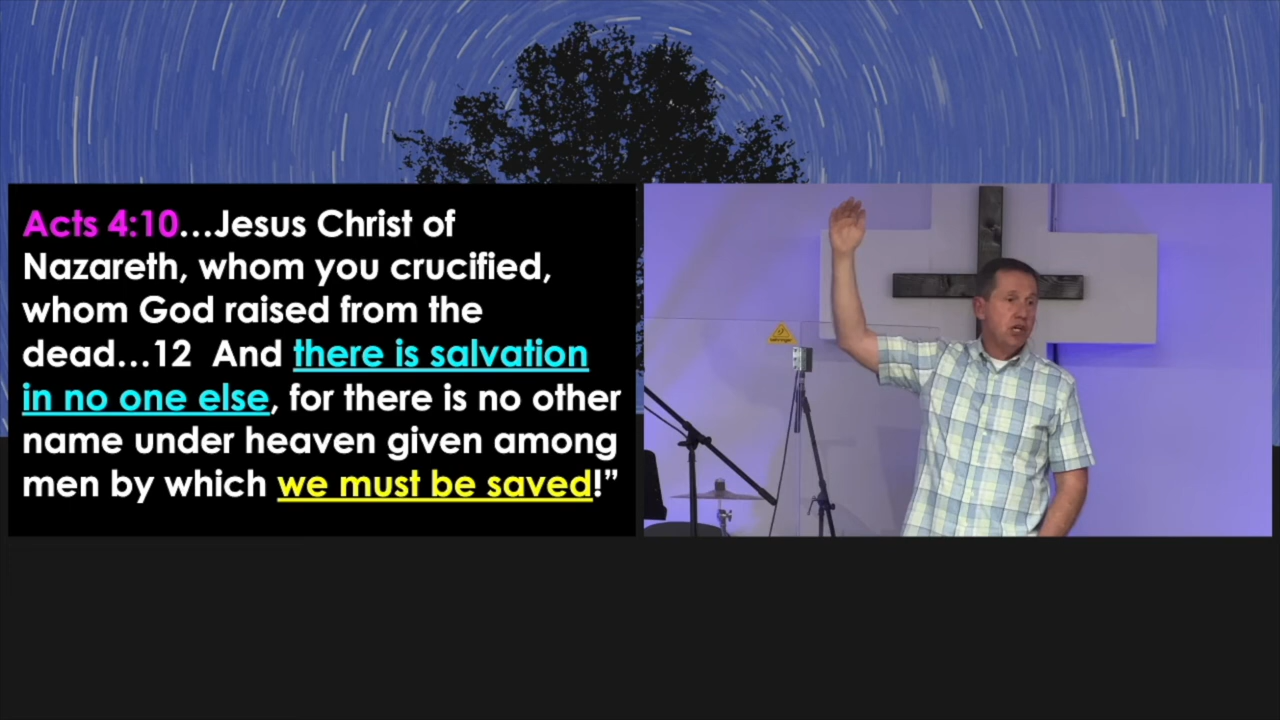 Acts 4:10...Jesus Christ of
Nazareth, whom you crucified,
whom God raised from the
dead...12 And there is salvation
in no one else, for there is no other
name under heaven given among
men by which we must be saved!”
behringer